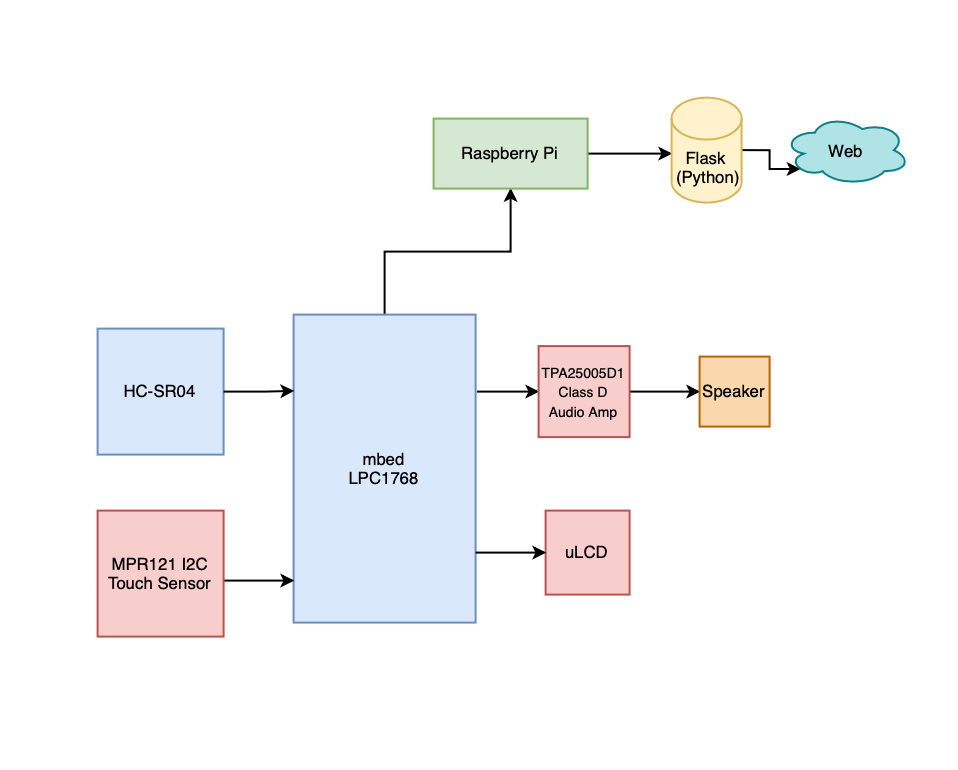 Raspberry Pi
Flask
(Python)
Web
HC-SR04
mbed
LPC1768
TPA25005D1
Class D
Audio Amp
Speaker
MPR121 I2C
Touch Sensor
uLCD